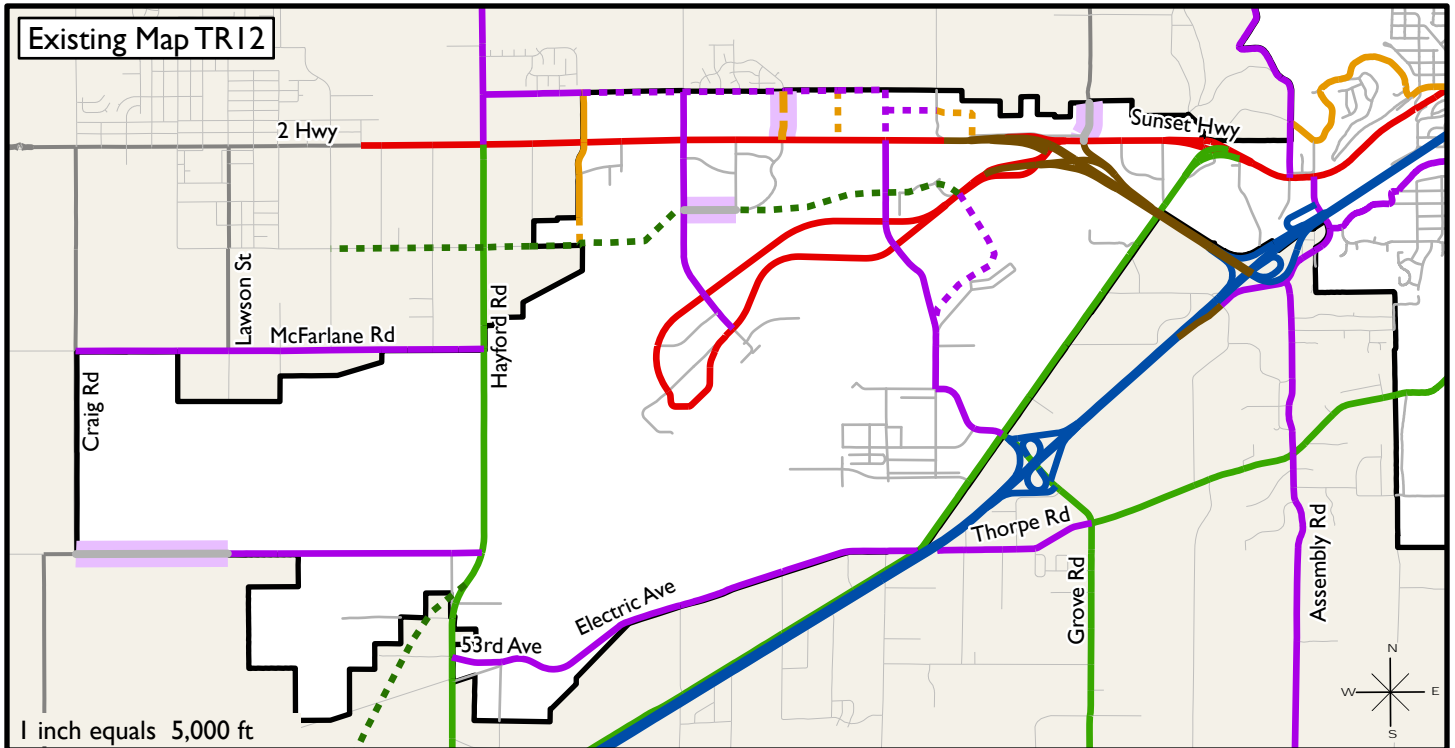 Existing Map TR12
2 Hwy
Sunset Hwy
Lawson St
McFarlane Rd
Hayford Rd
Craig Rd
Thorpe Rd
Electric Ave
Grove Rd
Assembly Rd
53rd Ave
N
W E
S
1 inch equals 5,000 ft